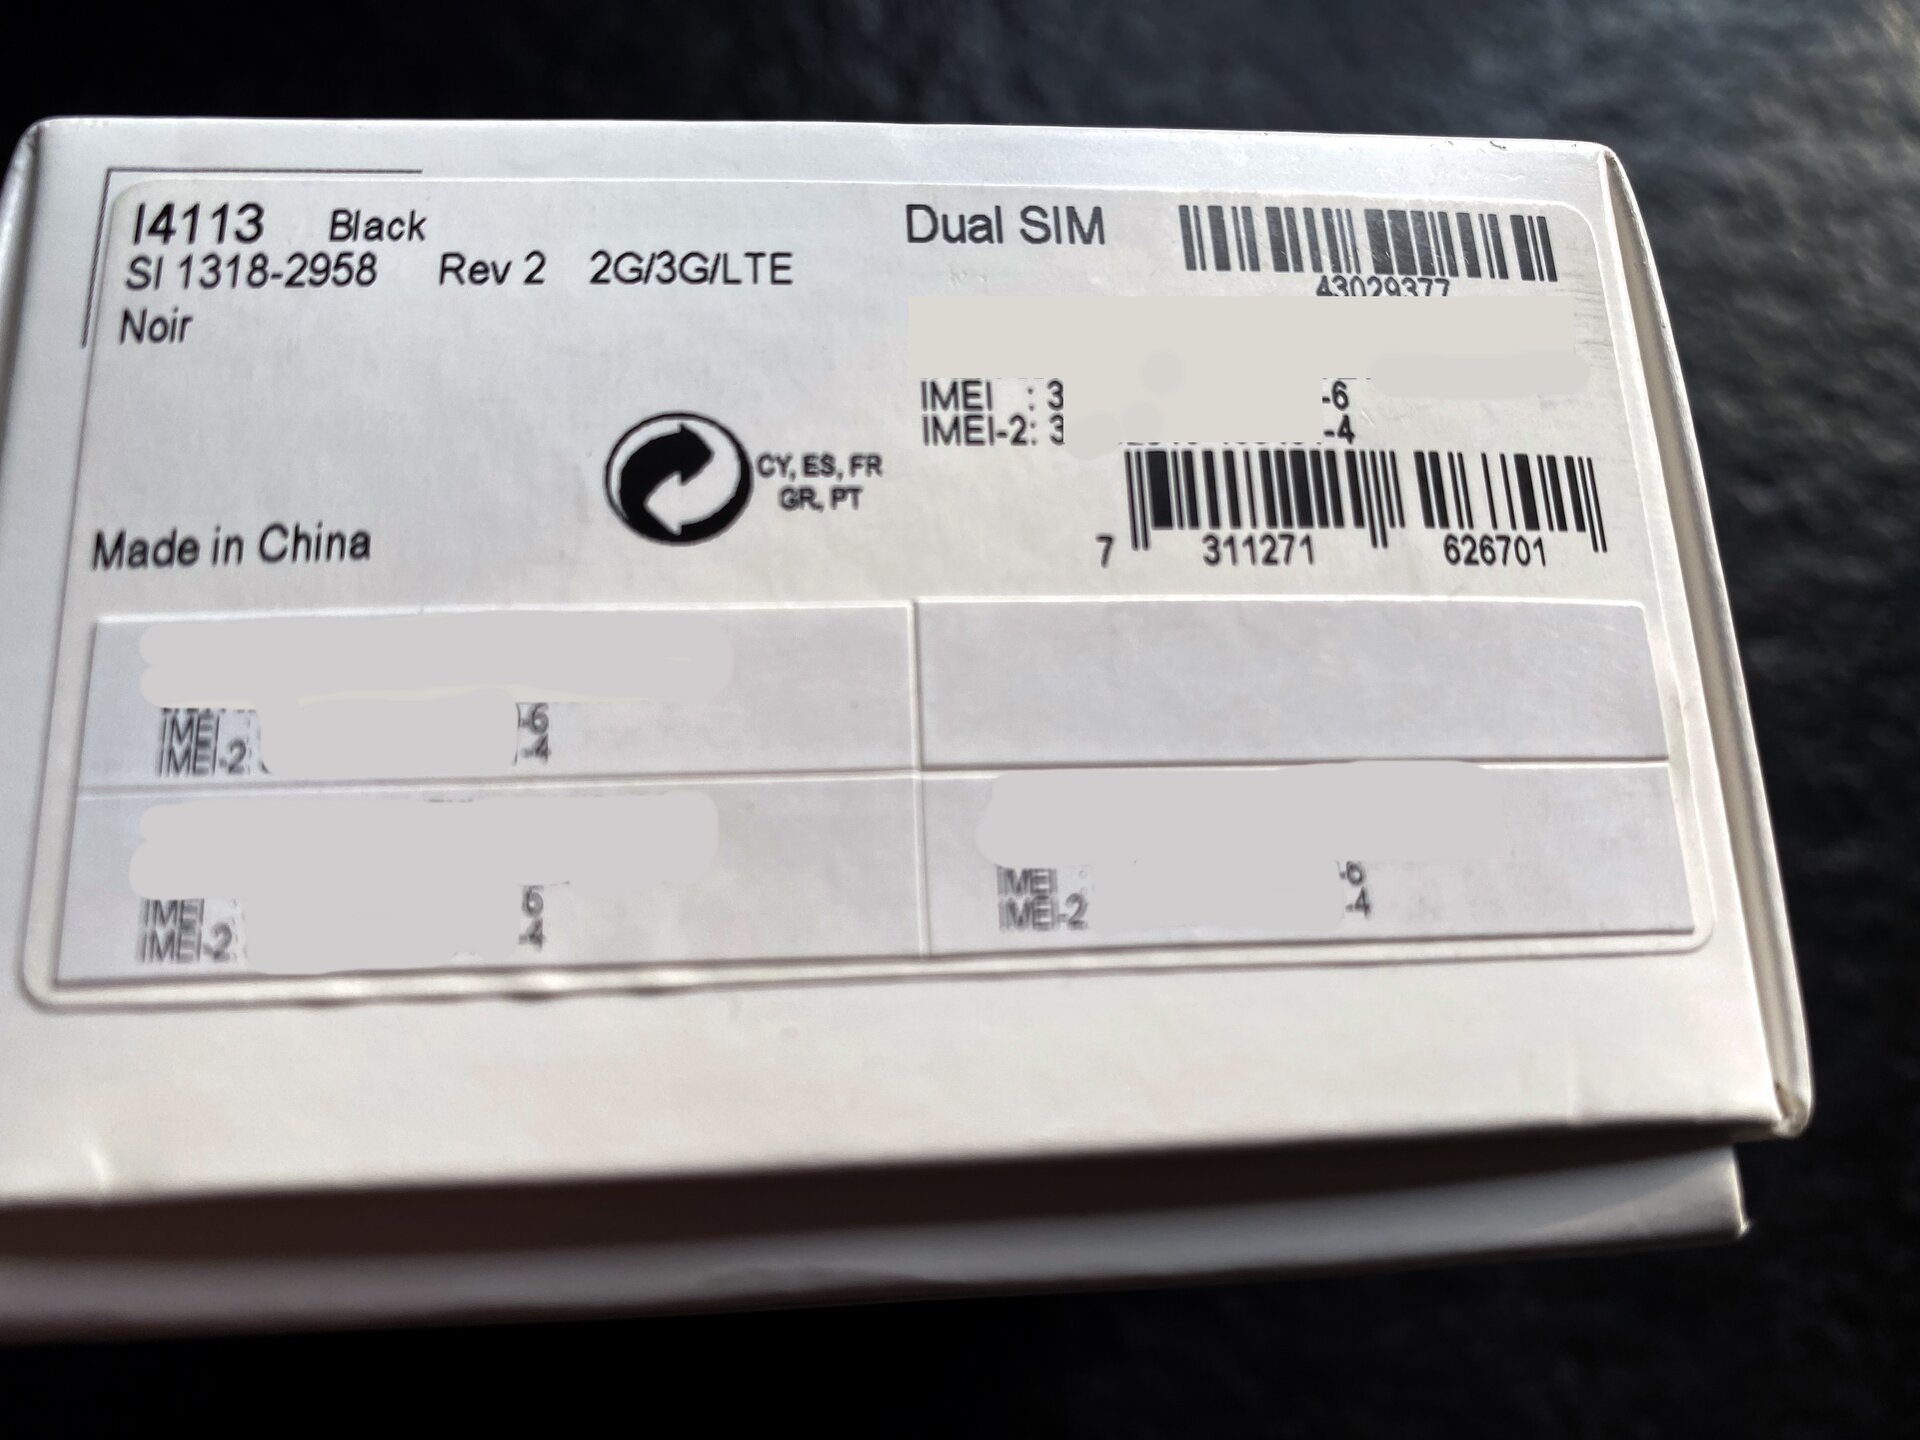 I4113 Black
SI 1318-2958 Rev 2 2G/3G/LTE
Noir
Dual SIM
43029377
IMEI : 3 -6
IMEI-2: 3 -4
CY, ES, FR
GR, PT
Made in China
7 311271 626701
IMEI -6
IMEI-2 -4
IMEI 6
IMEI-2 -4
IMEI -6
IMEI-2 -4